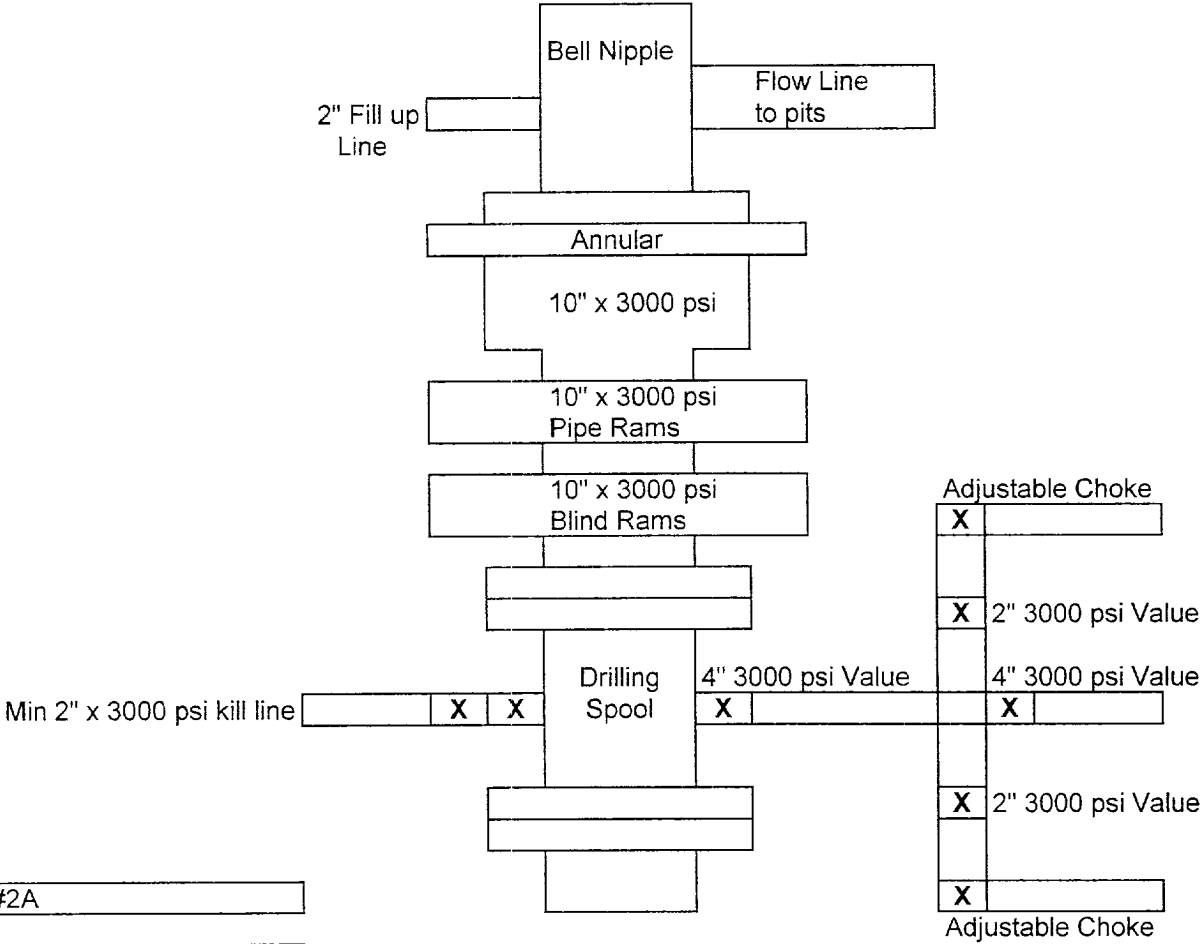 Bell Nipple
Flow Line
to pits
2" Fill up
Line
Annular
10" x 3000 psi
10" x 3000 psi
Pipe Rams
10" x 3000 psi
Blind Rams
Adjustable Choke
X
X 2" 3000 psi Value
Drilling
Spool
4" 3000 psi Value
4" 3000 psi Value
Min 2" x 3000 psi kill line
X X
X
X
X 2" 3000 psi Value
#2A
X
Adjustable Choke